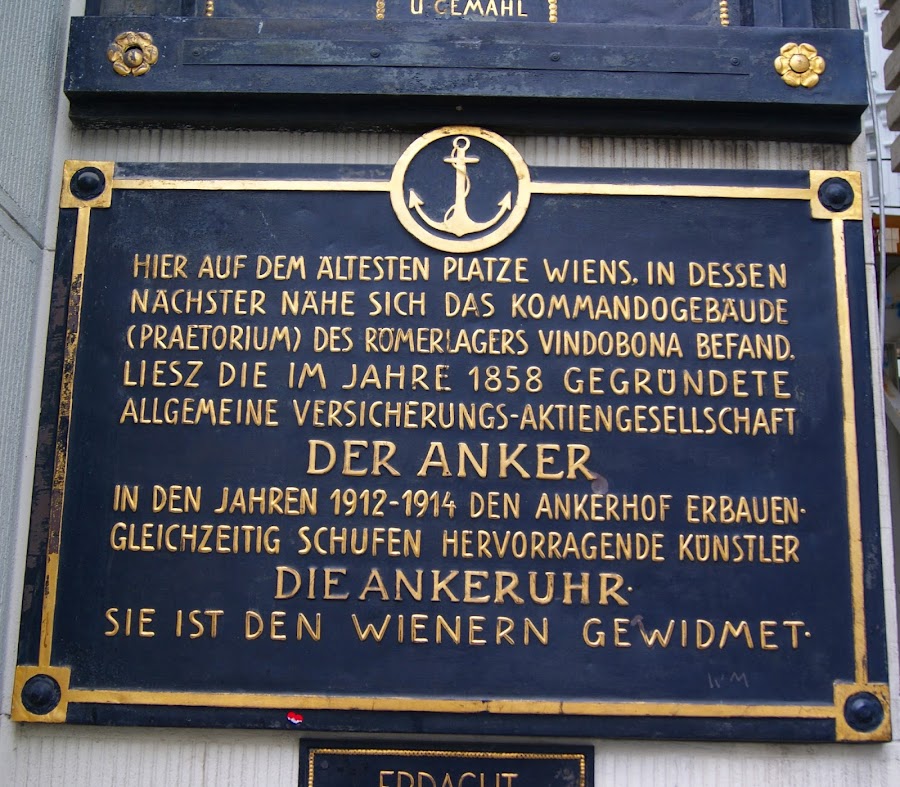 U GEMAHL
HIER AUF DEM ÄLTESTEN PLATZE WIENS, IN DESSEN
NÄCHSTER NÄHE SICH DAS KOMMANDOGEBÄUDE
(PRAETORIUM) DES RÖMERLAGERS VINDOBONA BEFAND,
LIESZ DIE IM JAHRE 1858 GEGRÜNDETE
ALLGEMEINE VERSICHERUNGS-AKTIENGESELLSCHAFT
DER ANKER
IN DEN JAHREN 1912-1914 DEN ANKERHOF ERBAUEN·
GLEICHZEITIG SCHUFEN HERVORRAGENDE KÜNSTLER
DIE ANKERUHR·
SIE IST DEN WIENERN GEWIDMET·
ERDACHT